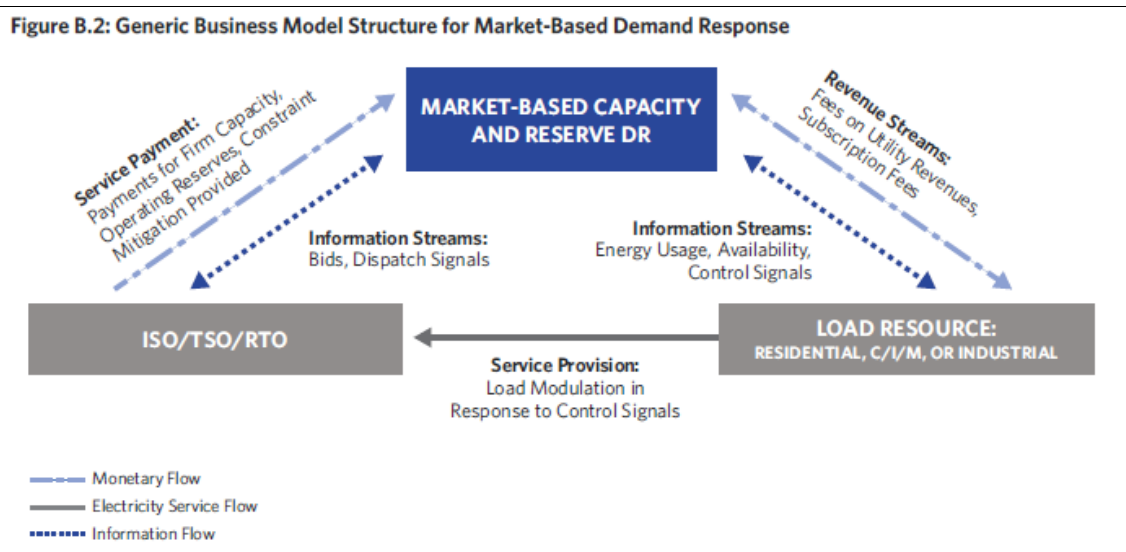 Figure B.2: Generic Business Model Structure for Market-Based Demand Response
MARKET-BASED CAPACITY
AND RESERVE DR
Service Payment:
Payments for Firm Capacity,
Operating Reserves, Constraint
Mitigation Provided
Revenue Streams:
Fees on Utility Revenues,
Subscription Fees
Information Streams:
Bids, Dispatch Signals
Information Streams:
Energy Usage, Availability,
Control Signals
ISO/TSO/RTO
LOAD RESOURCE:
RESIDENTIAL, C/I/M, OR INDUSTRIAL
Service Provision:
Load Modulation in
Response to Control Signals
Monetary Flow
Electricity Service Flow
Information Flow